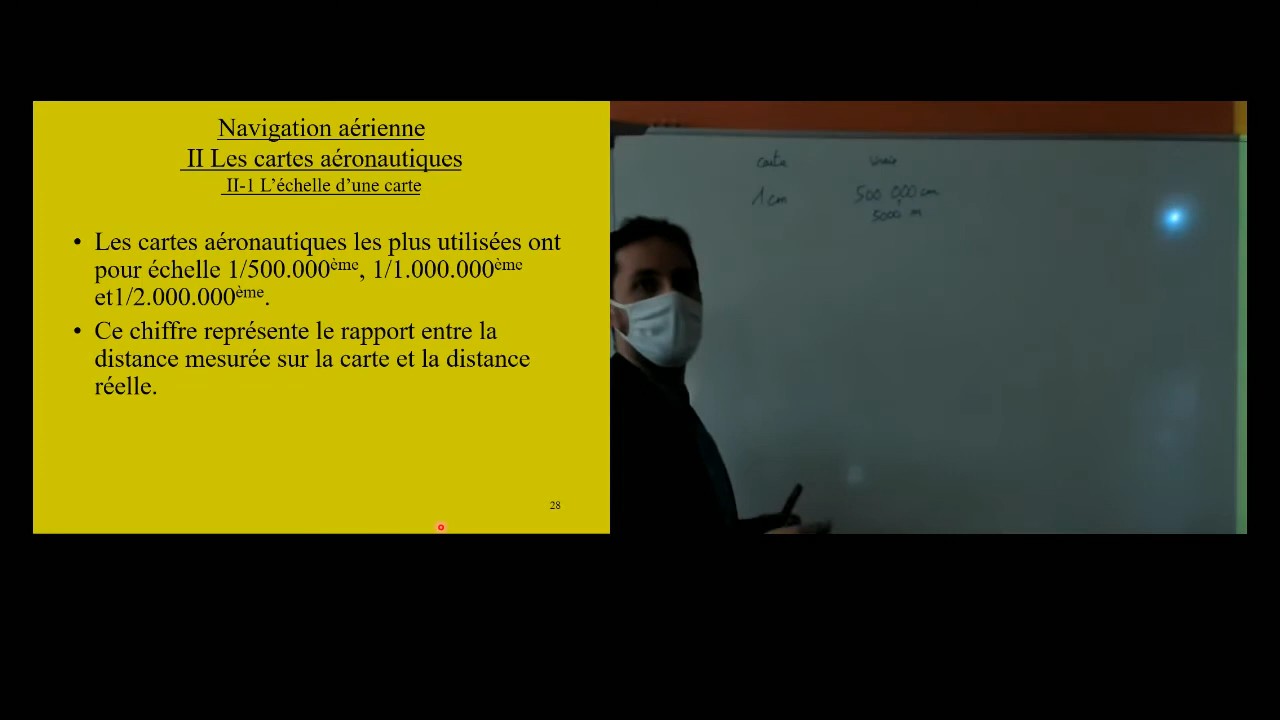 Navigation aérienne
II Les cartes aéronautiques
II-1 L’échelle d’une carte
• Les cartes aéronautiques les plus utilisées ont
pour échelle 1/500.000ème, 1/1.000.000ème
et1/2.000.000ème.
• Ce chiffre représente le rapport entre la
distance mesurée sur la carte et la distance
réelle.
28
carte
1 cm 500 000 cm
5000 m